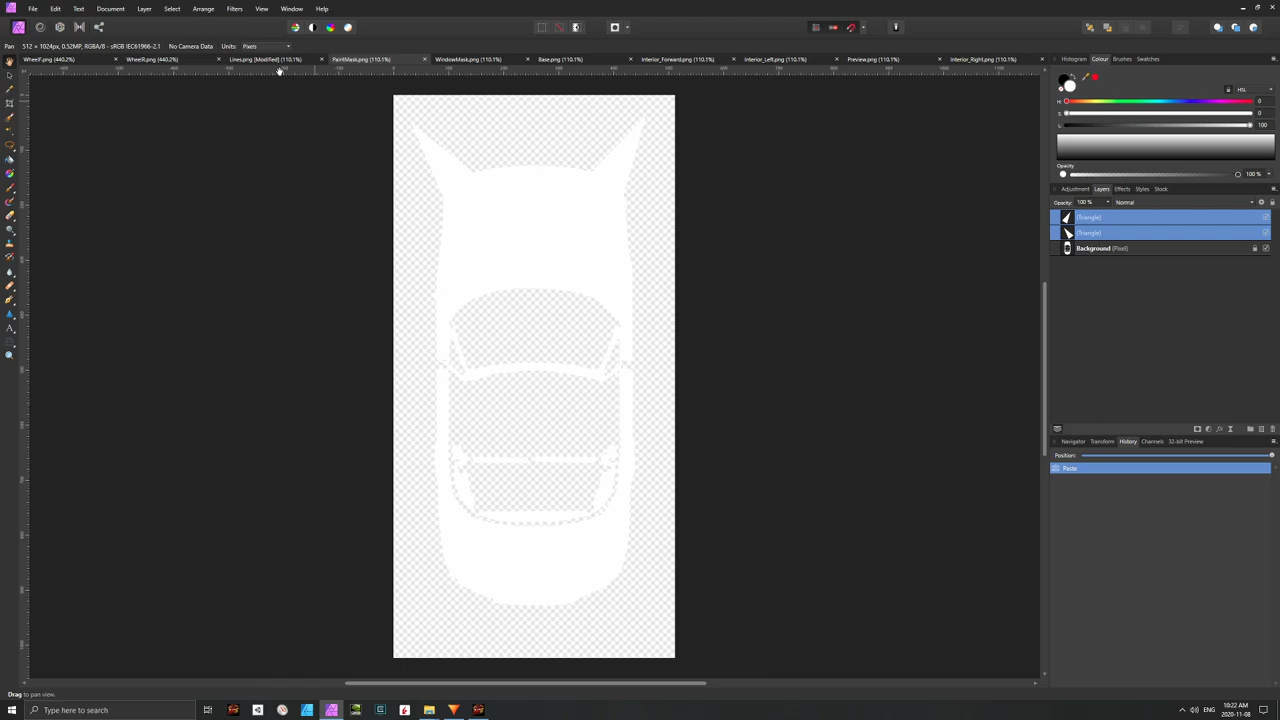 File Edit Text Document Layer Select Arrange Filters View Window Help
Pan 512 × 1024px, 0.52MP, RGBA/8 - sRGB IEC61966-2.1 No Camera Data Units: Pixels
WheelF.png (440.2%) WheelR.png (440.2%) Lines.png [Modified] (110.1%) PaintMask.png (110.1%) WindowMask.png (110.1%) Base.png (110.1%) Interior_Forward.png (110.1%) Interior_Left.png (110.1%) Preview.png (110.1%) Interior_Right.png (110.1%)
Histogram Colour Brushes Swatches
HSL
H: 0
S: 0
L: 100
Opacity
100 %
Adjustment Layers Effects Styles Stock
Opacity: 100 % Normal
(Triangle)
(Triangle)
Background (Pixel)
Navigator Transform History Channels 32-bit Preview
Position:
Paste
Drag to pan view.
Type here to search
ENG
10:22 AM
2020-11-08